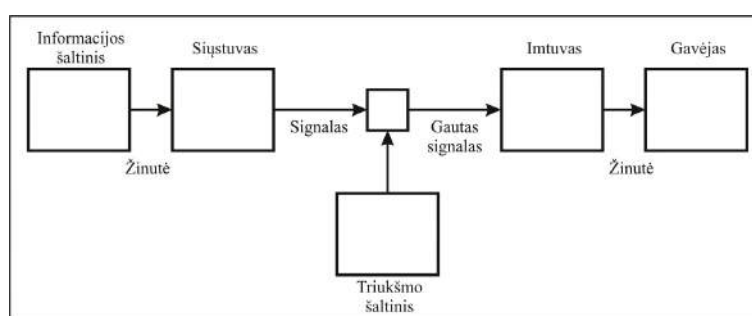 Informacijos
šaltinis
Siųstuvas
Imtuvas
Gavėjas
Signalas
Gautas
signalas
Žinutė
Žinutė
Triukšmo
šaltinis